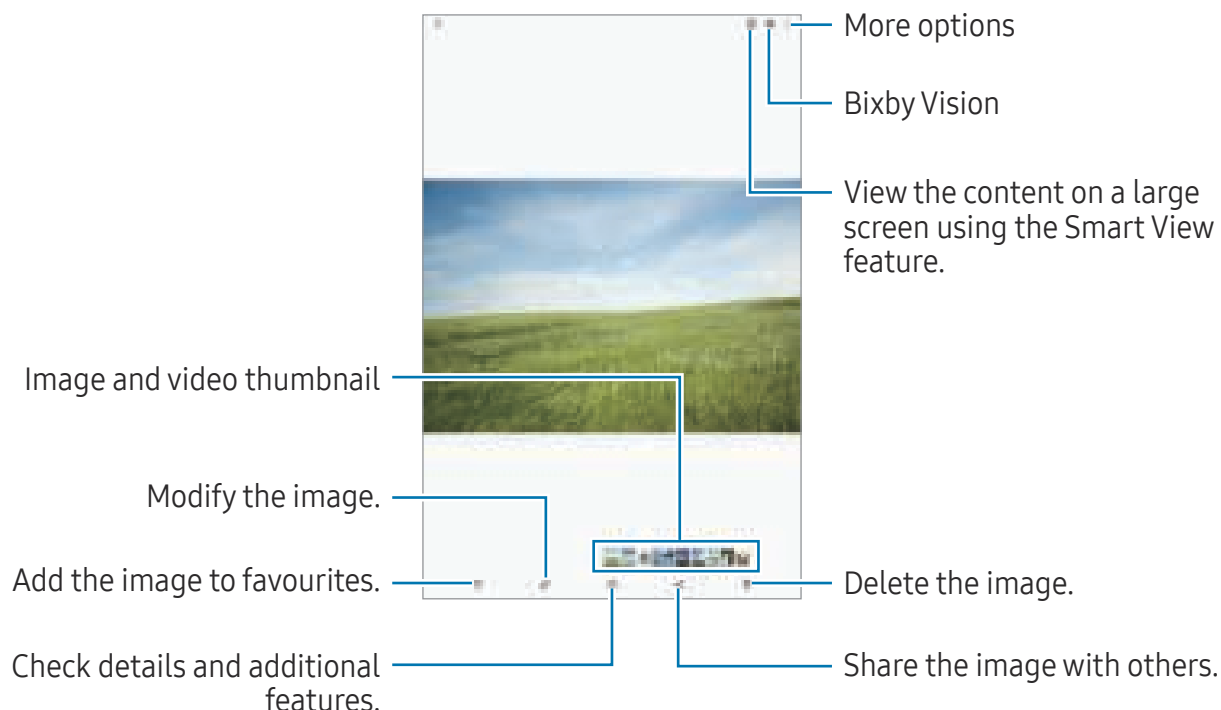 More options
Bixby Vision
View the content on a large
screen using the Smart View
feature.
Image and video thumbnail
Modify the image.
Add the image to favourites.
Delete the image.
Check details and additional
features.
Share the image with others.